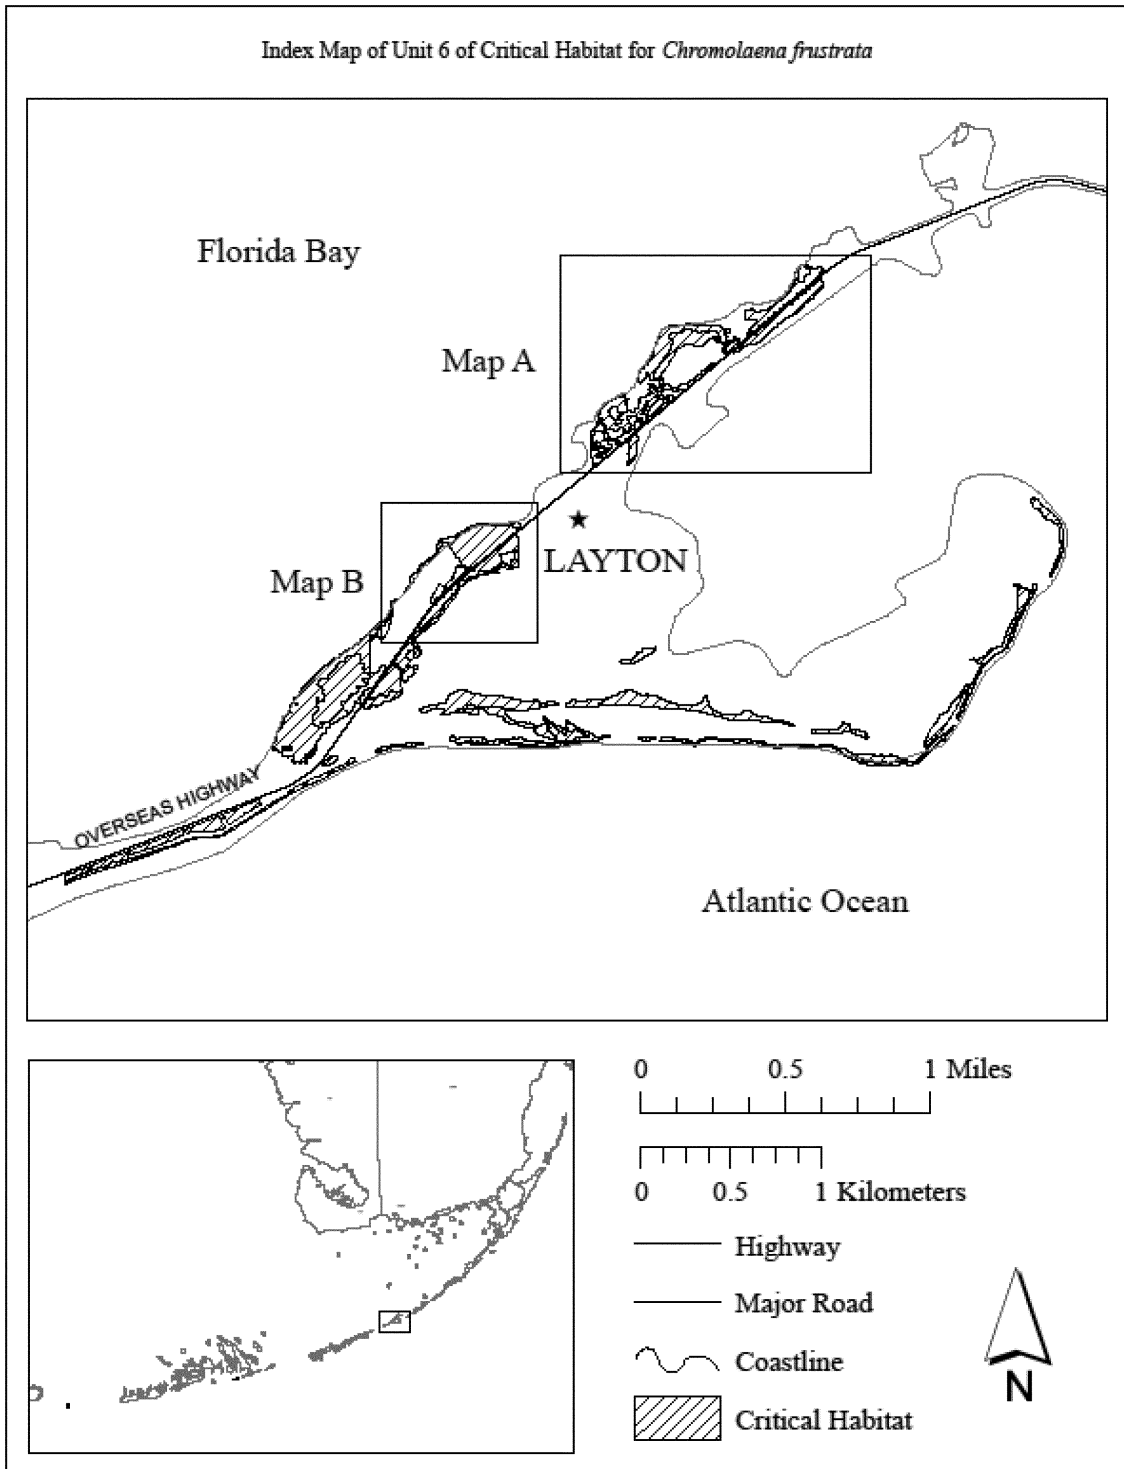 Index Map of Unit 6 of Critical Habitat for Chromolaena frustrata
Florida Bay
Map A
LAYTON
Map B
OVERSEAS HIGHWAY
Atlantic Ocean
0 0.5 1 Miles
0 0.5 1 Kilometers
Highway
Major Road
Coastline
Critical Habitat
N